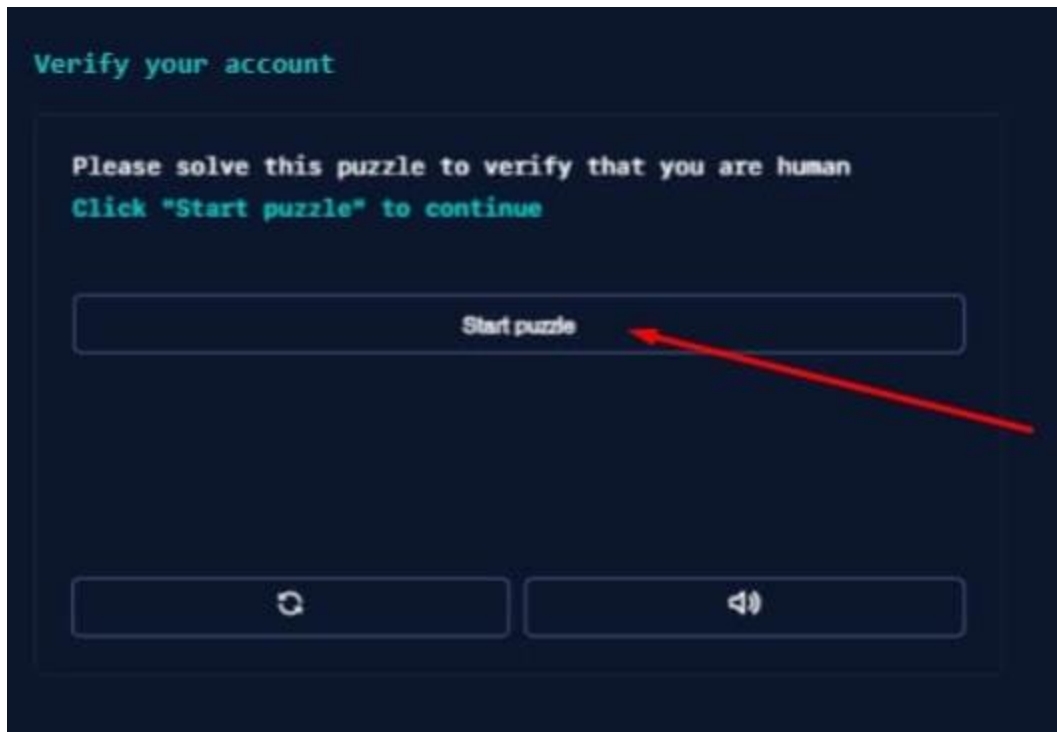 Verify your account
Please solve this puzzle to verify that you are human
Click "Start puzzle" to continue
Start puzzle